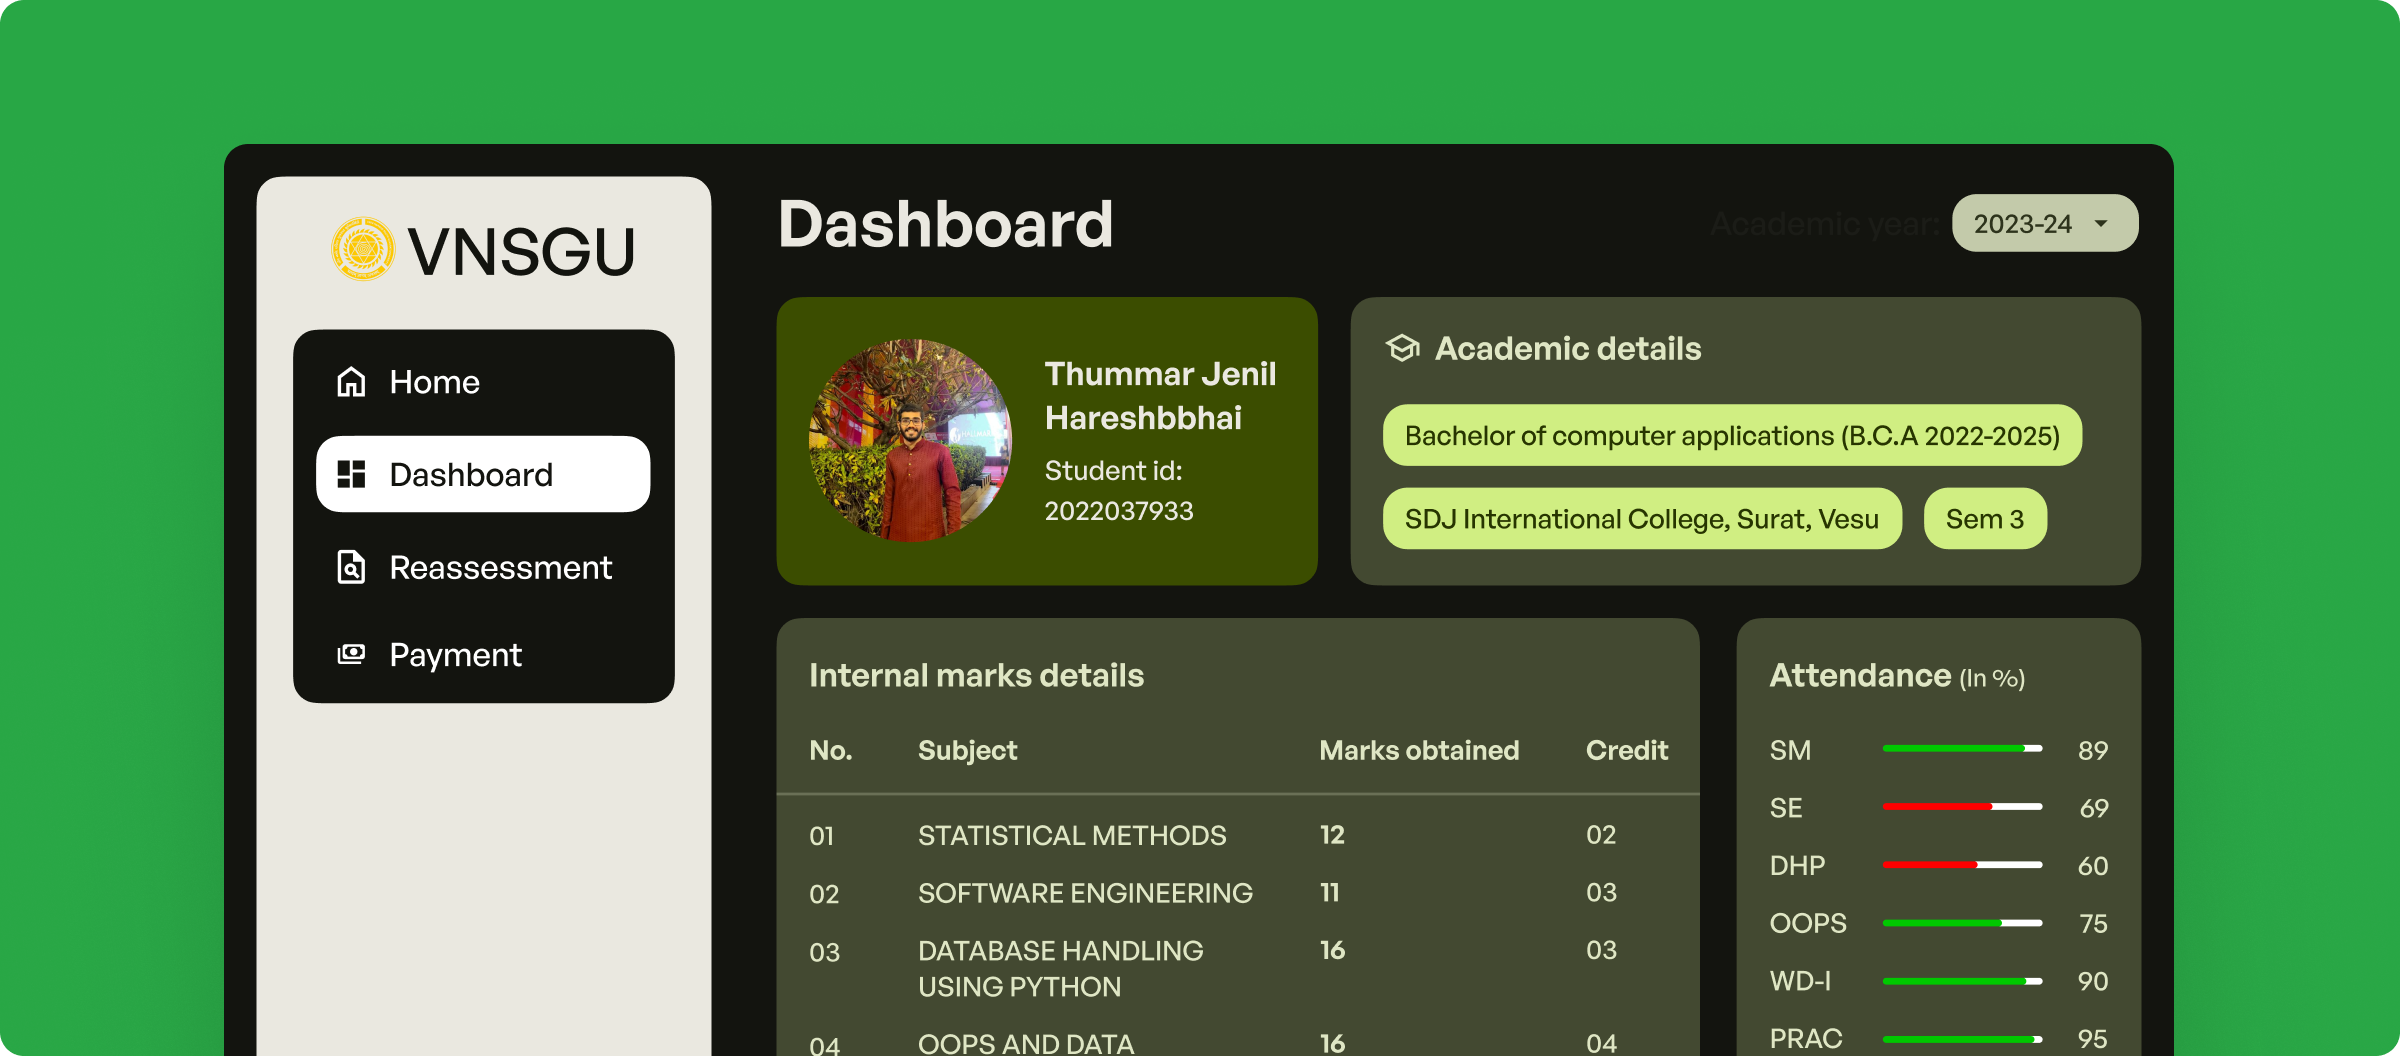 VNSGU
Home
Dashboard
Reassessment
Payment
Dashboard
Academic year: 2023-24
Thummar Jenil
Hareshbbhai
Student id:
2022037933
Academic details
Bachelor of computer applications (B.C.A 2022-2025)
SDJ International College, Surat, Vesu
Sem 3
Internal marks details
No. Subject Marks obtained Credit
01 STATISTICAL METHODS 12 02
02 SOFTWARE ENGINEERING 11 03
03 DATABASE HANDLING 16 03
USING PYTHON
04 OOPS AND DATA 16 04
Attendance (In %)
SM 89
SE 69
DHP 60
OOPS 75
WD-I 90
PRAC 95